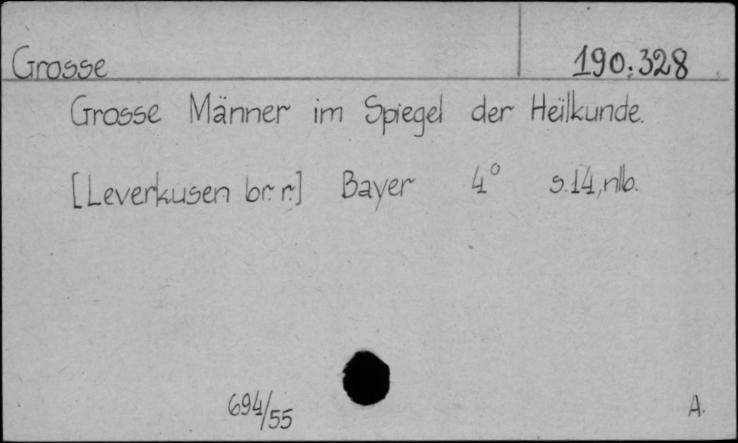 Grosse 190.328
Grosse Männer im Spiegel der Heilkunde.
[Leverkusen br. r.] Bayer 4° s. 14, nlb.
694/55 A.